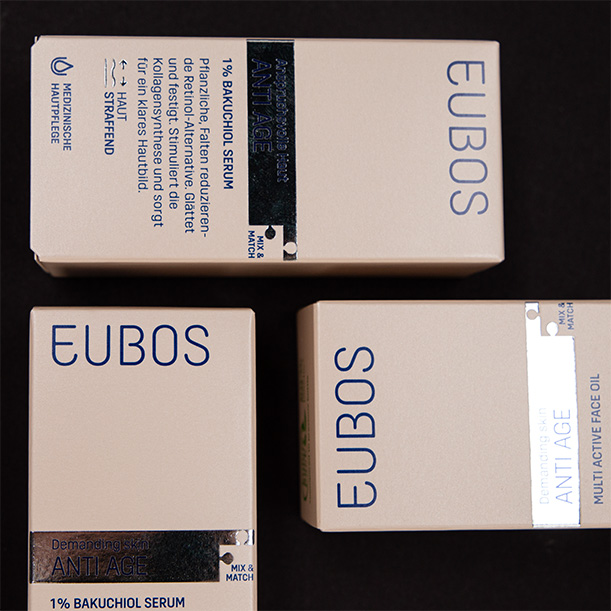 EUBOS
Anspruchsvolle Haut
ANTI AGE
MIX &
MATCH
1% BAKUCHIOL SERUM
Pflanzliche, Falten reduzieren-
de Retinol-Alternative. Glättet
und festigt. Stimuliert die
Kollagensynthese und sorgt
für ein klares Hautbild.
HAUT
STRAFFEND
MEDIZINISCHE
HAUTPFLEGE
EUBOS
Demanding skin
ANTI AGE
MIX &
MATCH
1% BAKUCHIOL SERUM
EUBOS
Demanding skin
ANTI AGE
MIX &
MATCH
MULTI ACTIVE FACE OIL